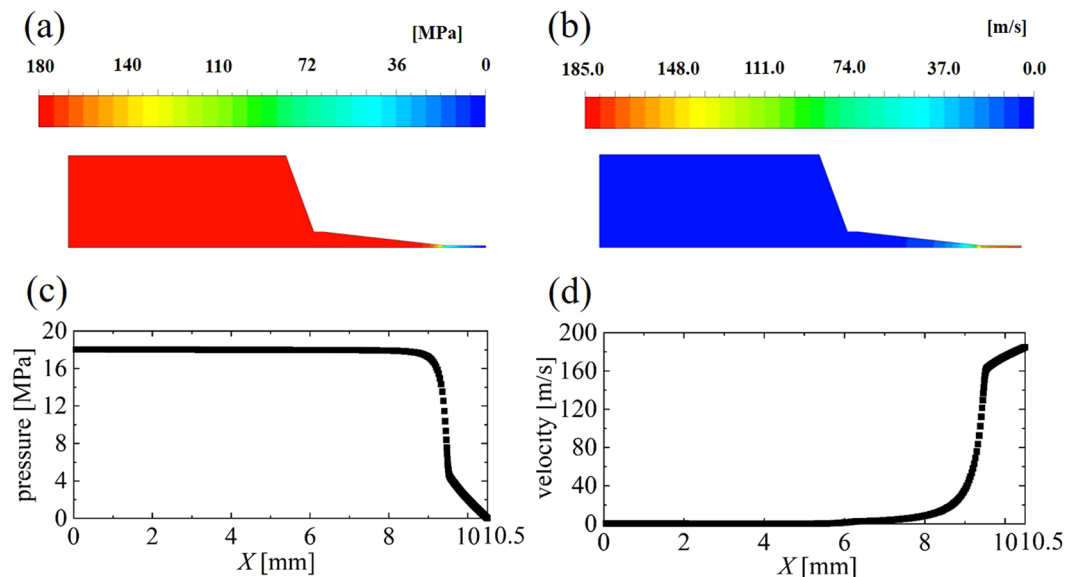 (a)
[MPa]
180 140 110 72 36 0
(b)
[m/s]
185.0 148.0 111.0 74.0 37.0 0.0
(c)
20
16
12
8
4
0
pressure [MPa]
0 2 4 6 8 10 10.5
X [mm]
(d)
200
160
120
80
40
0
velocity [m/s]
0 2 4 6 8 10 10.5
X [mm]